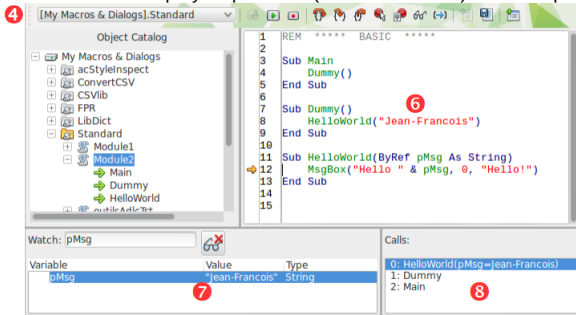 4 [My Macros & Dialogs].Standard
Object Catalog
My Macros & Dialogs
acStyleInspect
ConvertCSV
CSVlib
FPR
LibDict
Standard
Module1
Module2
Main
Dummy
HelloWorld
1 REM ***** BASIC *****
2
3 Sub Main
4 Dummy()
5 End Sub
6
7 Sub Dummy()
8 HelloWorld("Jean-Francois")
9 End Sub
10
11 Sub HelloWorld(ByRef pMsg As String)
12 MsgBox("Hello " & pMsg, 0, "Hello!")
13 End Sub
14
15
6
Watch: pMsg
Variable Value Type
pMsg "Jean-Francois" String
7
Calls:
0: HelloWorld(pMsg=Jean-Francois)
1: Dummy
2: Main
8